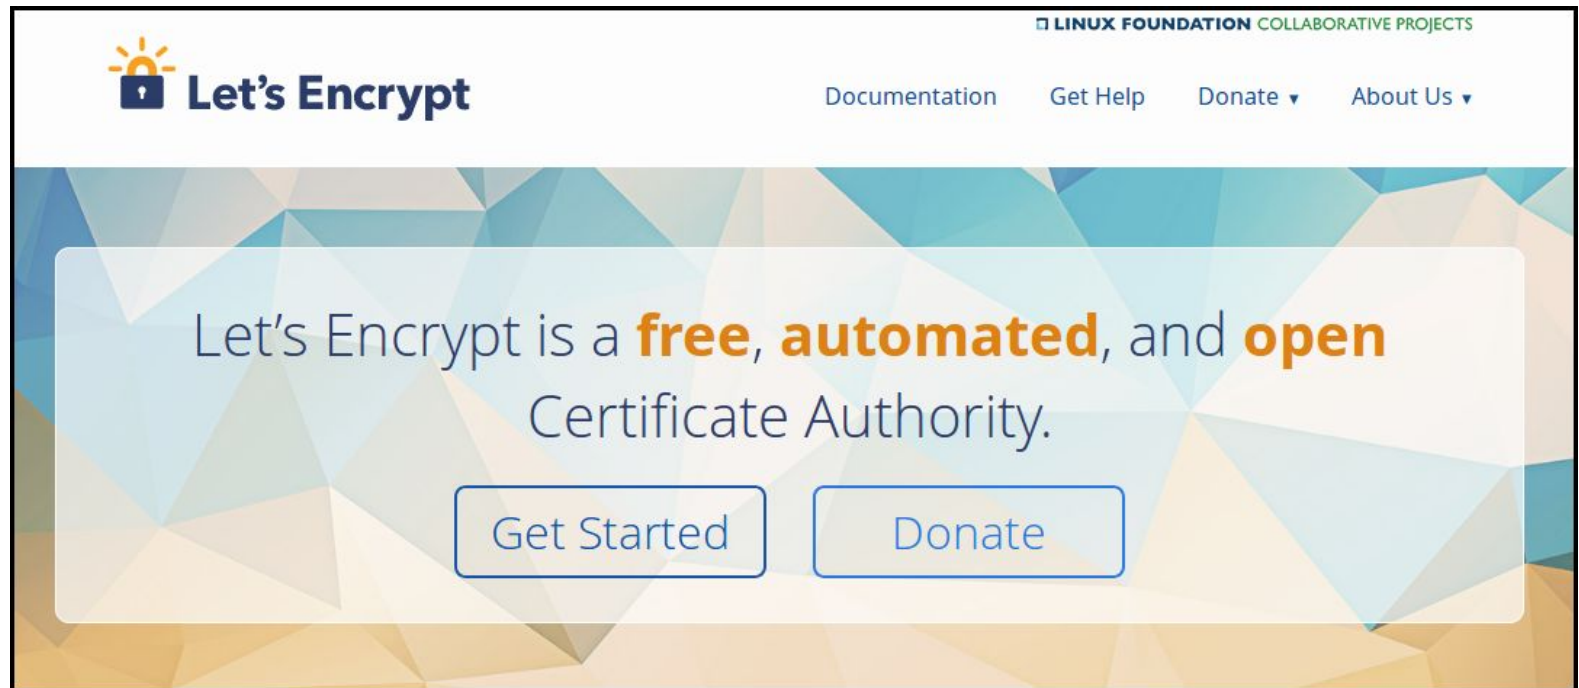 LINUX FOUNDATION COLLABORATIVE PROJECTS
Let's Encrypt
Documentation Get Help Donate ▾ About Us ▾
Let's Encrypt is a free, automated, and open
Certificate Authority.
Get Started Donate